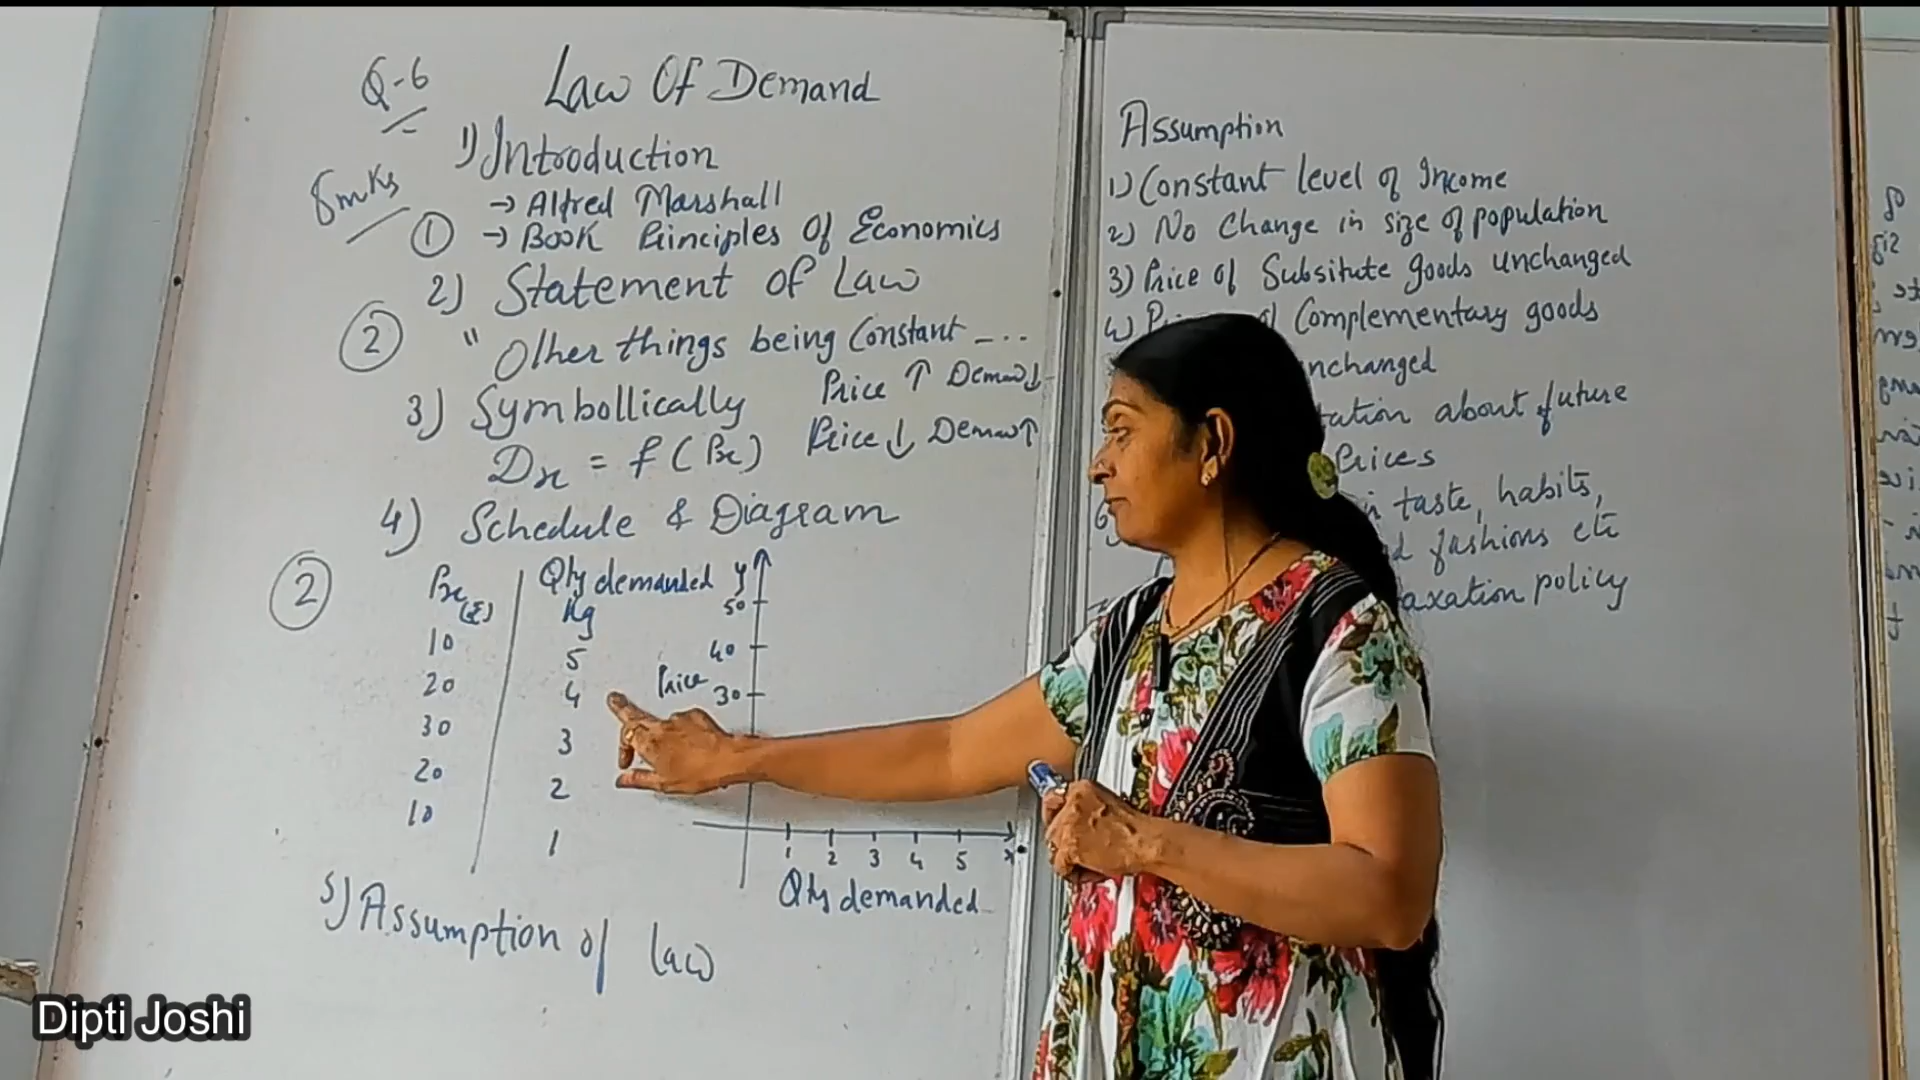 Q-6
Law Of Demand
1) Introduction
8mks
→ Alfred Marshall
① → Book Principles Of Economics
2) Statement of Law
② " Other things being Constant -...
3) Symbollically
Price ↑ Demand↓
Dx = f (Px)
Price ↓ Demand↑
4) Schedule & Diagram
②
Px | Qty demanded
(₹) | Kg
10 5
20 4
30 3
20 2
10 1
y
50
40
Price 30
1 2 3 4 5 x
Qty demanded
5) Assumption of law
Assumption
1) Constant level of Income
2) No Change in size of population
3) Price of Subsitute goods unchanged
4) Complementary goods
unchanged
about future
Prices
in taste, habits,
fashions etc
taxation policy
Dipti Joshi